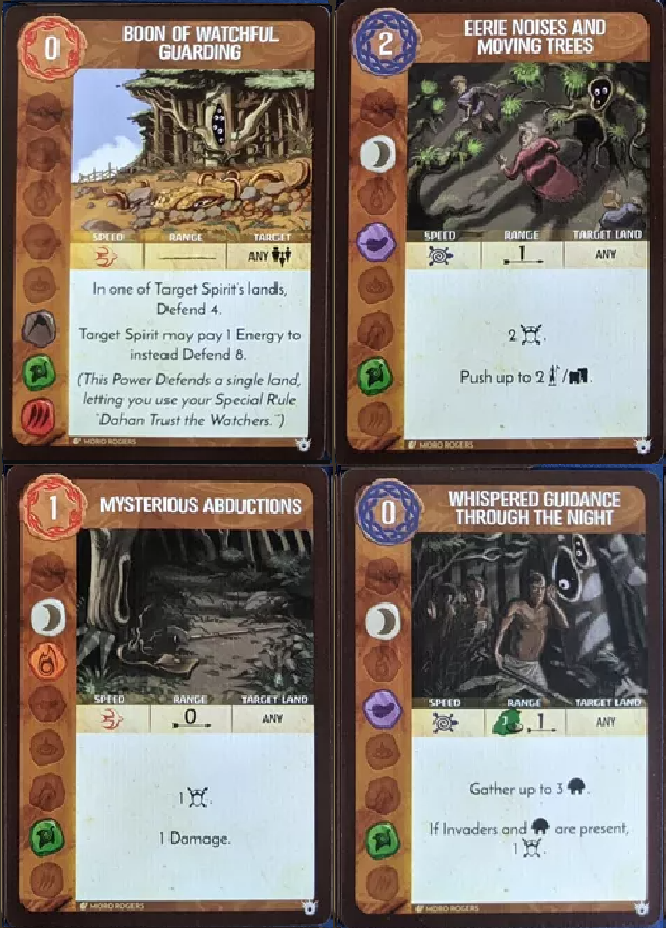 0
BOON OF WATCHFUL
GUARDING
SPEED RANGE TARGET
ANY
In one of Target Spirit's lands,
Defend 4.
Target Spirit may pay 1 Energy to
instead Defend 8.
(This Power Defends a single land,
letting you use your Special Rule
"Dahan Trust the Watchers.")
MORO ROGERS
2
EERIE NOISES AND
MOVING TREES
SPEED RANGE TARGET LAND
1 ANY
2 .
Push up to 2 / .
MORO ROGERS
1
MYSTERIOUS ABDUCTIONS
SPEED RANGE TARGET LAND
0 ANY
1 .
1 Damage.
MORO ROGERS
0
WHISPERED GUIDANCE
THROUGH THE NIGHT
SPEED RANGE TARGET LAND
1 ANY
Gather up to 3 .
If Invaders and are present,
1 .
MORO ROGERS